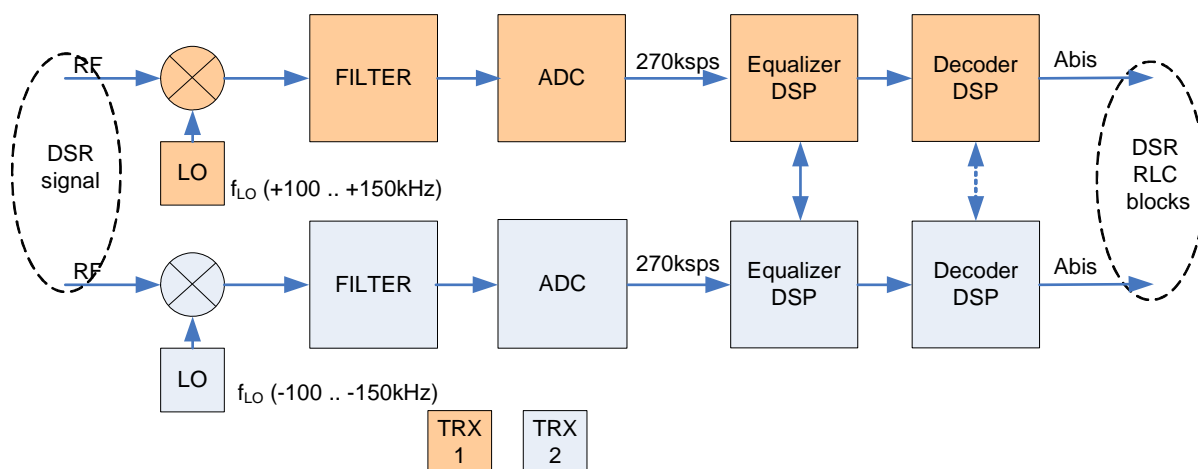 RF
FILTER
ADC
270ksps
Equalizer
DSP
Decoder
DSP
Abis
DSR
signal
LO
fLO (+100 .. +150kHz)
DSR
RLC
blocks
RF
FILTER
ADC
270ksps
Equalizer
DSP
Decoder
DSP
Abis
LO
fLO (-100 .. -150kHz)
TRX
1
TRX
2